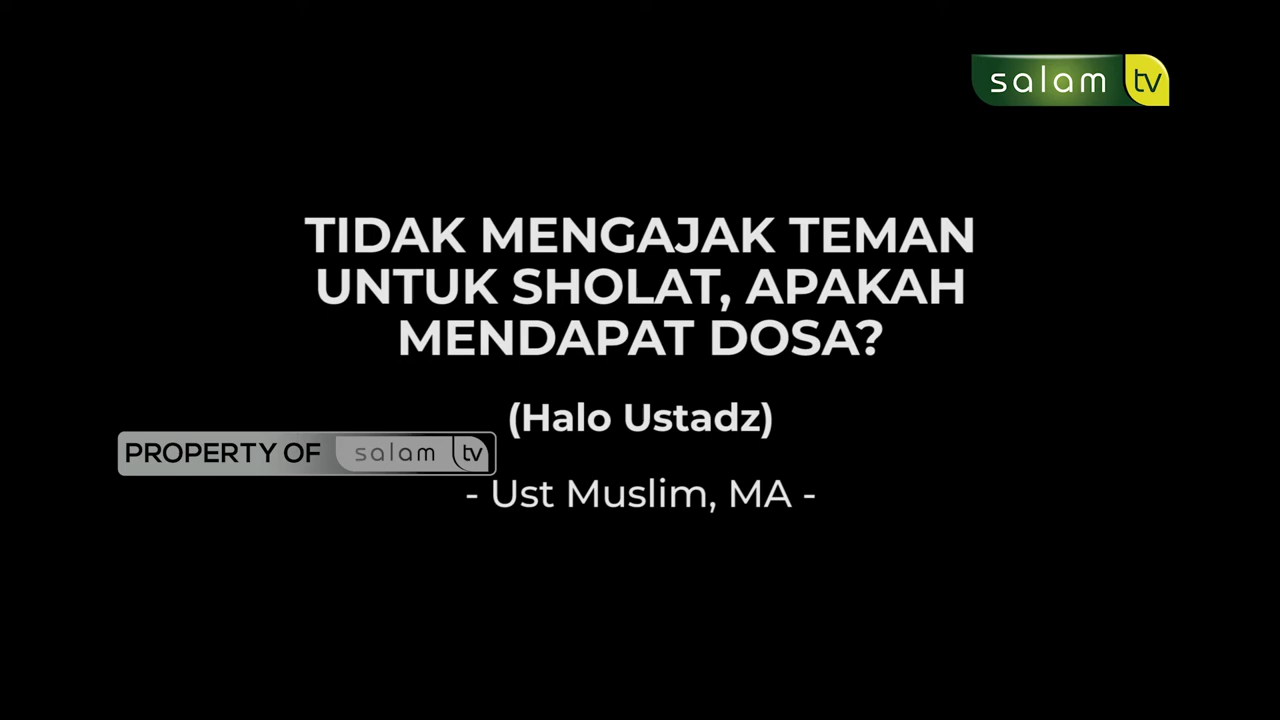 salam tv
TIDAK MENGAJAK TEMAN
UNTUK SHOLAT, APAKAH
MENDAPAT DOSA?
(Halo Ustadz)
PROPERTY OF salam tv
- Ust Muslim, MA -